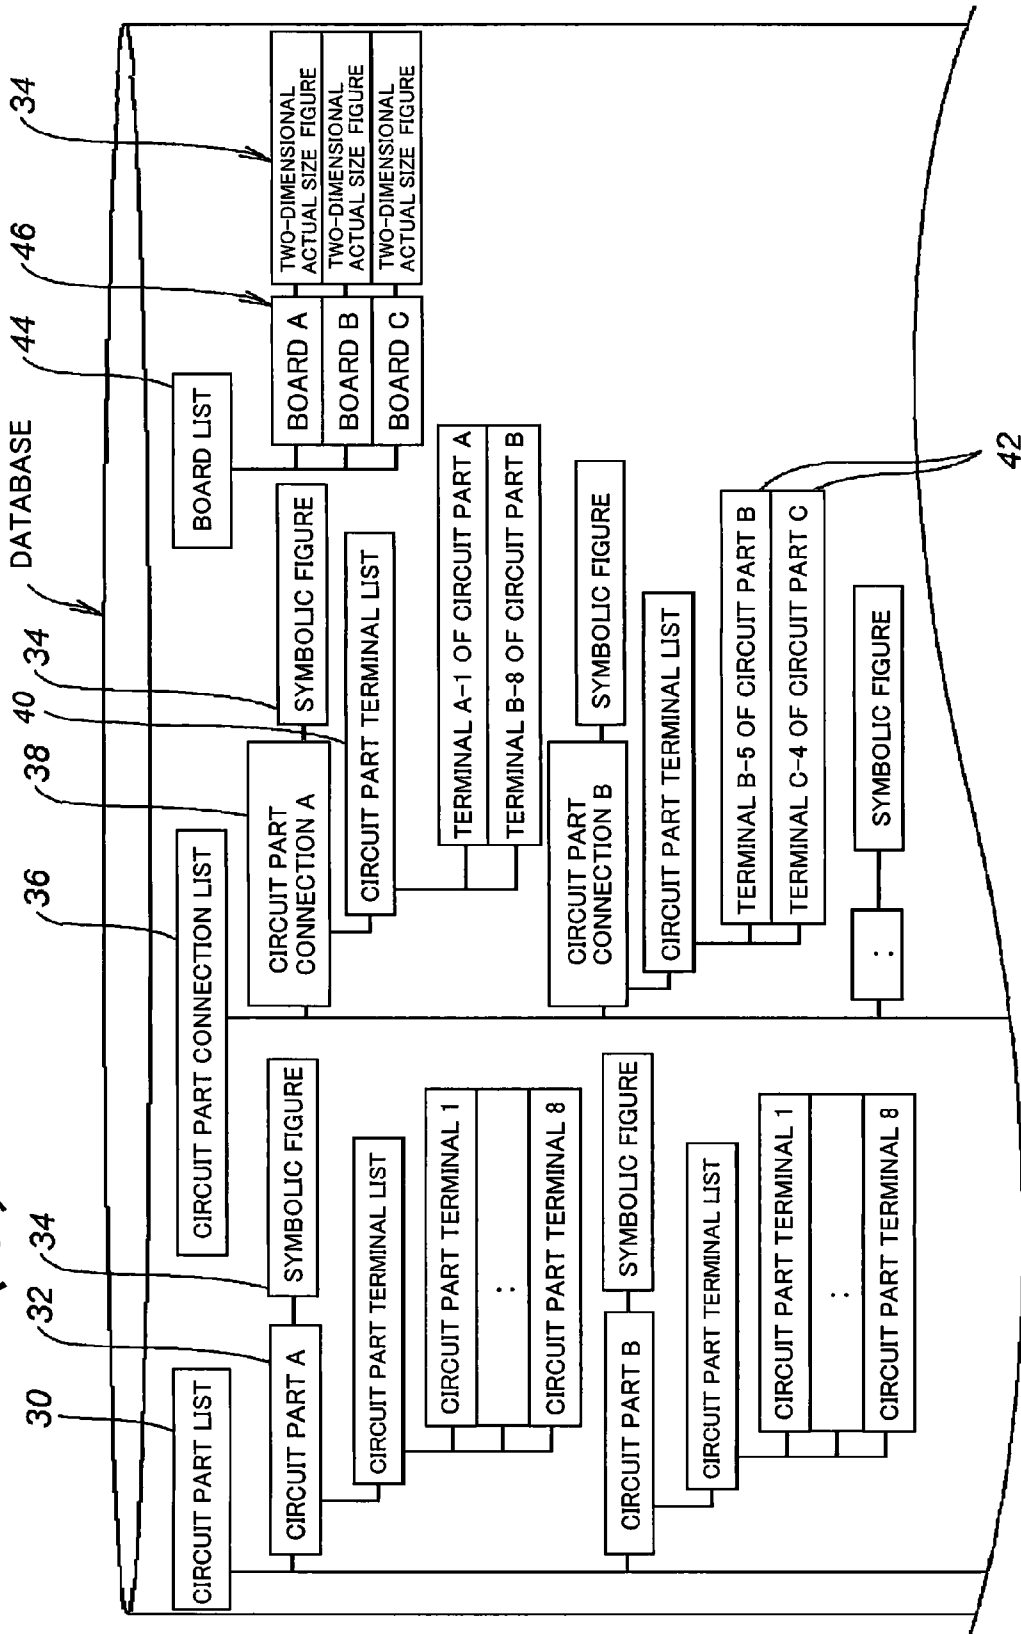 DATABASE
30
32
34
36
38
40
34
44
46
34
CIRCUIT PART LIST
CIRCUIT PART A
SYMBOLIC FIGURE
CIRCUIT PART TERMINAL LIST
CIRCUIT PART TERMINAL 1
:
CIRCUIT PART TERMINAL 8
CIRCUIT PART B
SYMBOLIC FIGURE
CIRCUIT PART TERMINAL LIST
CIRCUIT PART TERMINAL 1
:
CIRCUIT PART TERMINAL 8
CIRCUIT PART CONNECTION LIST
CIRCUIT PART
CONNECTION A
SYMBOLIC FIGURE
CIRCUIT PART TERMINAL LIST
TERMINAL A-1 OF CIRCUIT PART A
TERMINAL B-8 OF CIRCUIT PART B
CIRCUIT PART
CONNECTION B
SYMBOLIC FIGURE
CIRCUIT PART TERMINAL LIST
TERMINAL B-5 OF CIRCUIT PART B
TERMINAL C-4 OF CIRCUIT PART C
42
:
SYMBOLIC FIGURE
BOARD LIST
BOARD A
TWO-DIMENSIONAL
ACTUAL SIZE FIGURE
BOARD B
TWO-DIMENSIONAL
ACTUAL SIZE FIGURE
BOARD C
TWO-DIMENSIONAL
ACTUAL SIZE FIGURE